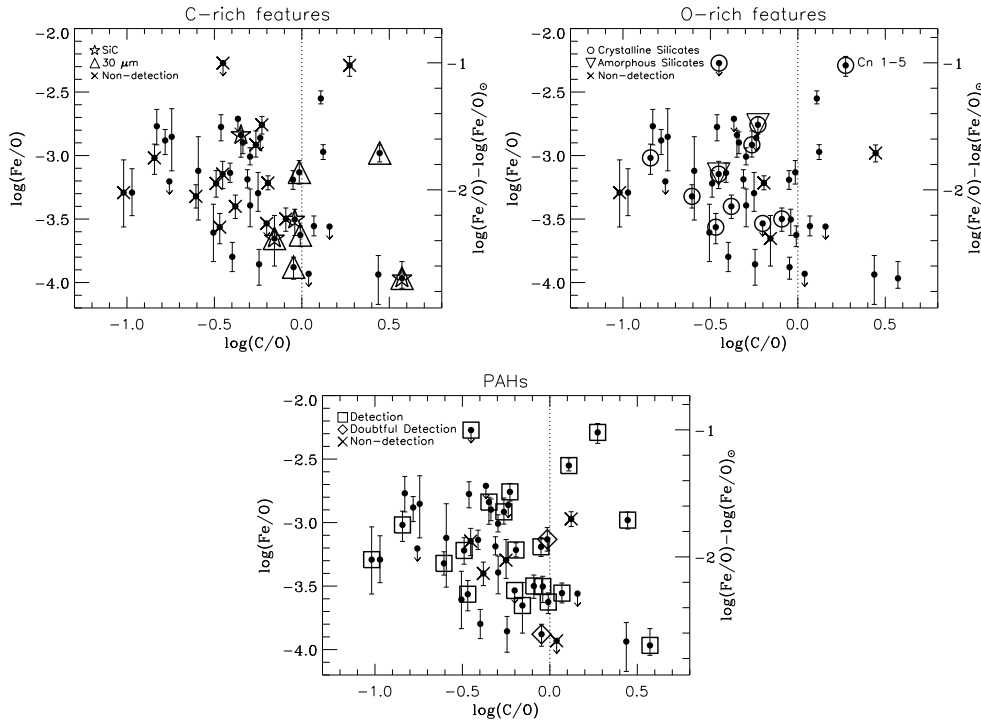 C-rich features
SiC
30 μm
Non-detection
-2.0
-2.5
-3.0
-3.5
-4.0
log(Fe/O)
-1
-2
log(Fe/O)-log(Fe/O)☉
-1.0
-0.5
0.0
0.5
log(C/O)
O-rich features
Crystalline Silicates
Amorphous Silicates
Non-detection
Cn 1-5
-2.0
-2.5
-3.0
-3.5
-4.0
log(Fe/O)
-1
-2
log(Fe/O)-log(Fe/O)☉
-1.0
-0.5
0.0
0.5
log(C/O)
PAHs
Detection
Doubtful Detection
Non-detection
-2.0
-2.5
-3.0
-3.5
-4.0
log(Fe/O)
-1
-2
log(Fe/O)-log(Fe/O)☉
-1.0
-0.5
0.0
0.5
log(C/O)